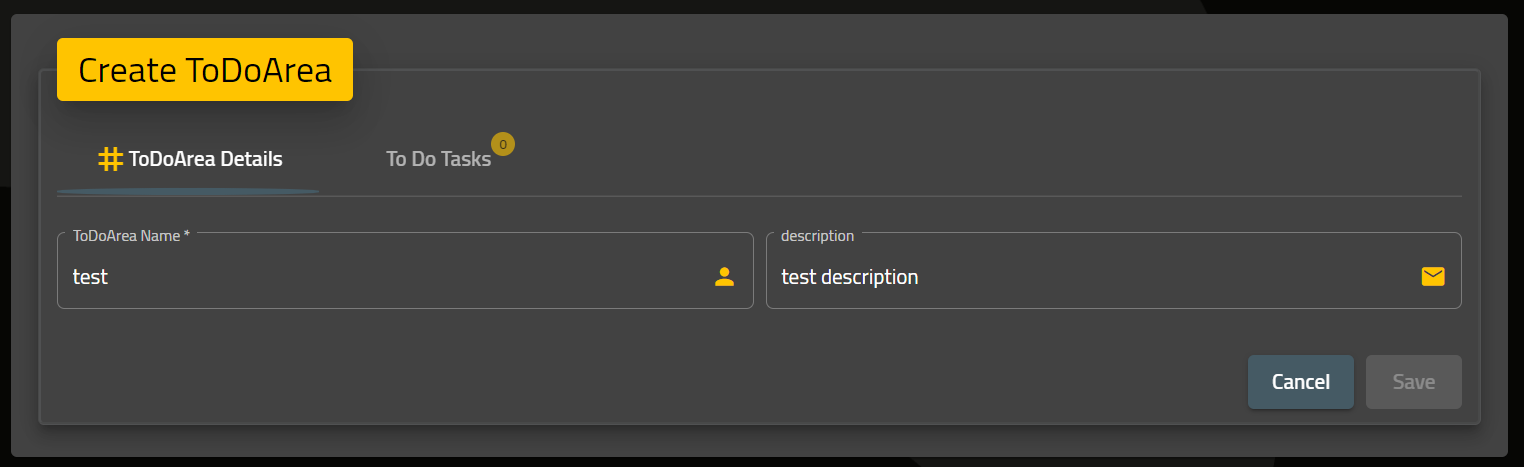 Create ToDoArea
ToDoArea Details
To Do Tasks 0
ToDoArea Name *
test
description
test description
Cancel
Save